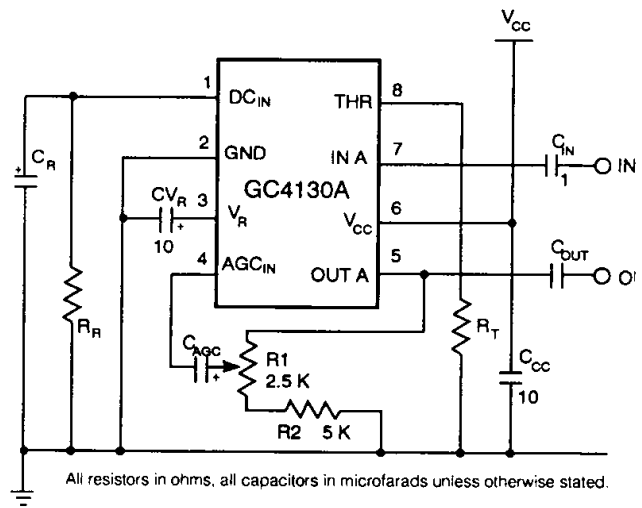 V_CC
1
DC_IN
THR
8
C_R
+
2
GND
IN A
7
C_IN
1
IN
GC4130A
CV_R
+
10
3
V_R
V_CC
6
4
AGC_IN
OUT A
5
C_OUT
R_R
C_AGC
+
R1
2.5 K
R_T
C_CC
10
R2
5 K
All resistors in ohms, all capacitors in microfarads unless otherwise stated.